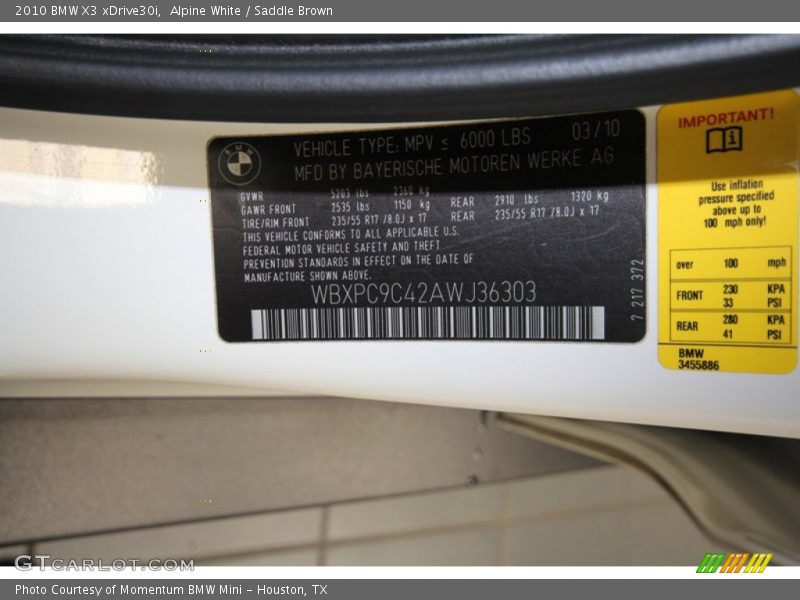 2010 BMW X3 xDrive30i, Alpine White / Saddle Brown
BMW
VEHICLE TYPE: MPV ≤ 6000 LBS 03/10
MFD BY BAYERISCHE MOTOREN WERKE AG
GVWR 5203 lbs 2360 kg
GAWR FRONT 2535 lbs 1150 kg REAR 2910 lbs 1320 kg
TIRE/RIM FRONT 235/55 R17 /8.0J x 17 REAR 235/55 R17 /8.0J x 17
THIS VEHICLE CONFORMS TO ALL APPLICABLE U.S.
FEDERAL MOTOR VEHICLE SAFETY AND THEFT
PREVENTION STANDARDS IN EFFECT ON THE DATE OF
MANUFACTURE SHOWN ABOVE.
WBXPC9C42AWJ36303
7 217 372
IMPORTANT!
Use inflation
pressure specified
above up to
100 mph only!
over 100 mph
FRONT 230 KPA
33 PSI
REAR 280 KPA
41 PSI
BMW
3455886
GTCARLOT.COM
Photo Courtesy of Momentum BMW Mini - Houston, TX